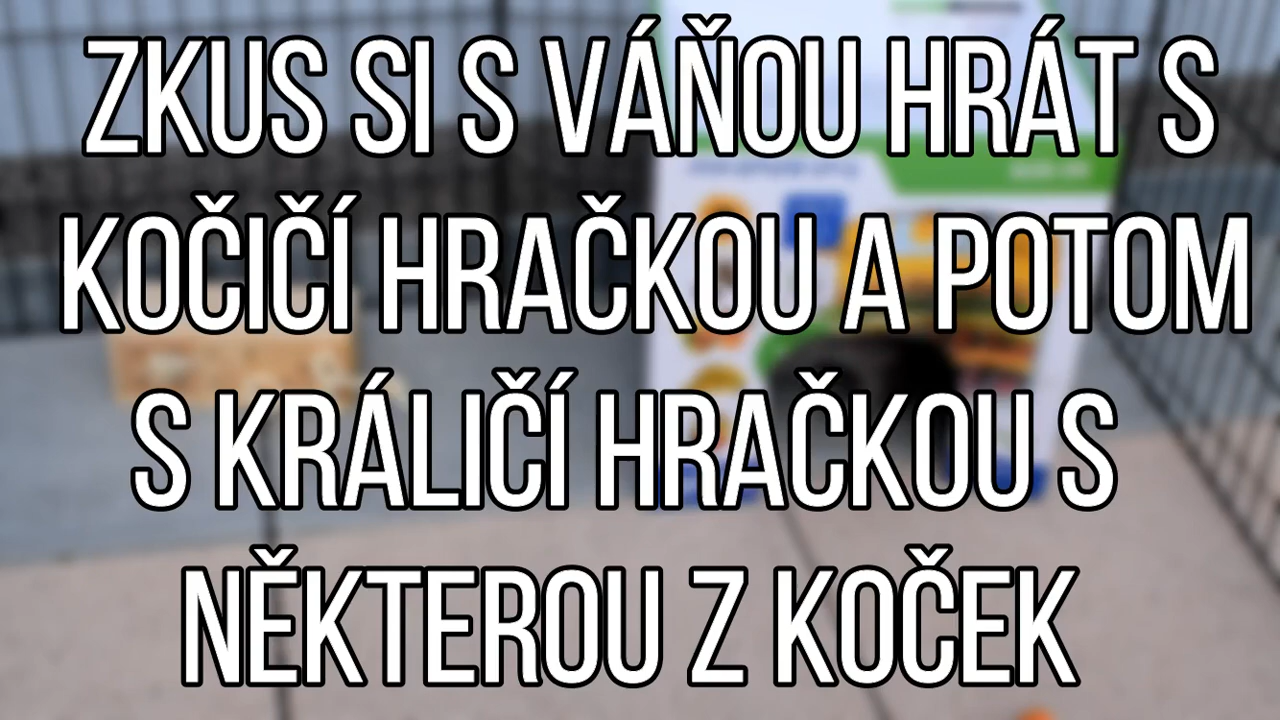 ZKUS SI S VÁŇOU HRÁT S
KOČIČÍ HRAČKOU A POTOM
S KRÁLIČÍ HRAČKOU S
NĚKTEROU Z KOČEK